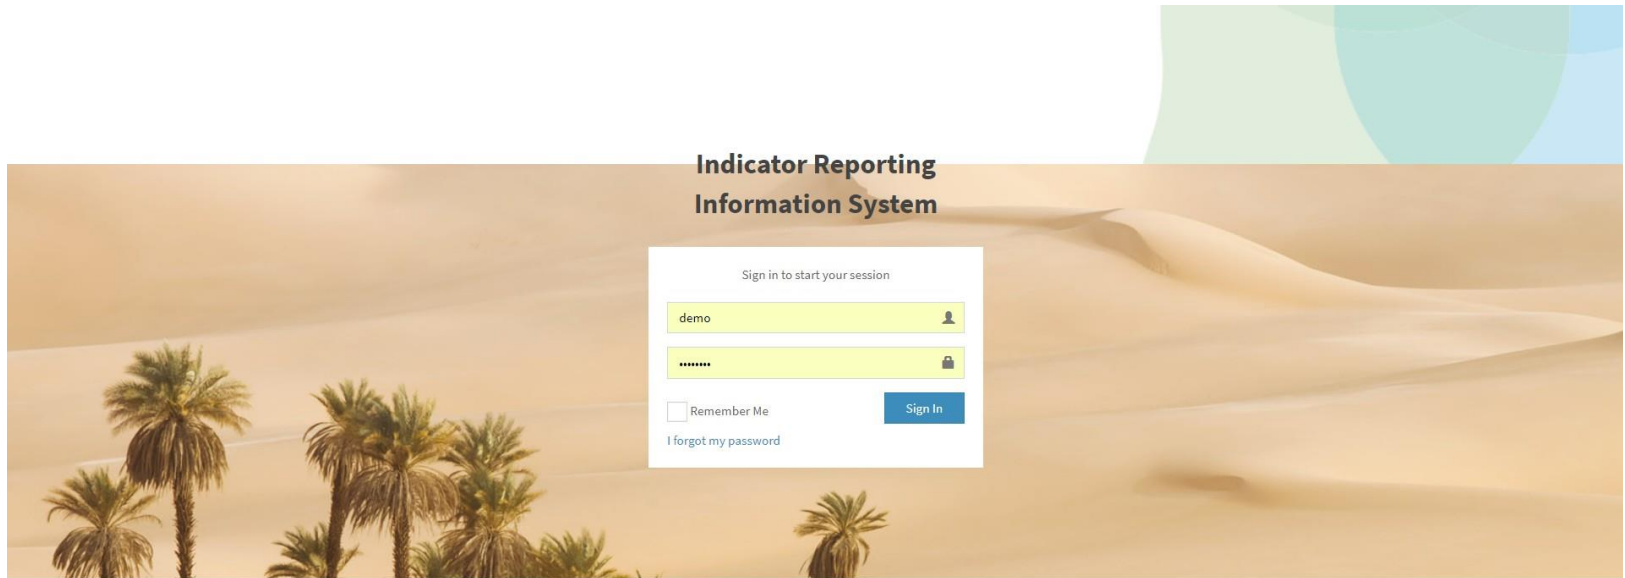 Indicator Reporting
Information System
Sign in to start your session
demo
••••••••
Remember Me
Sign In
I forgot my password